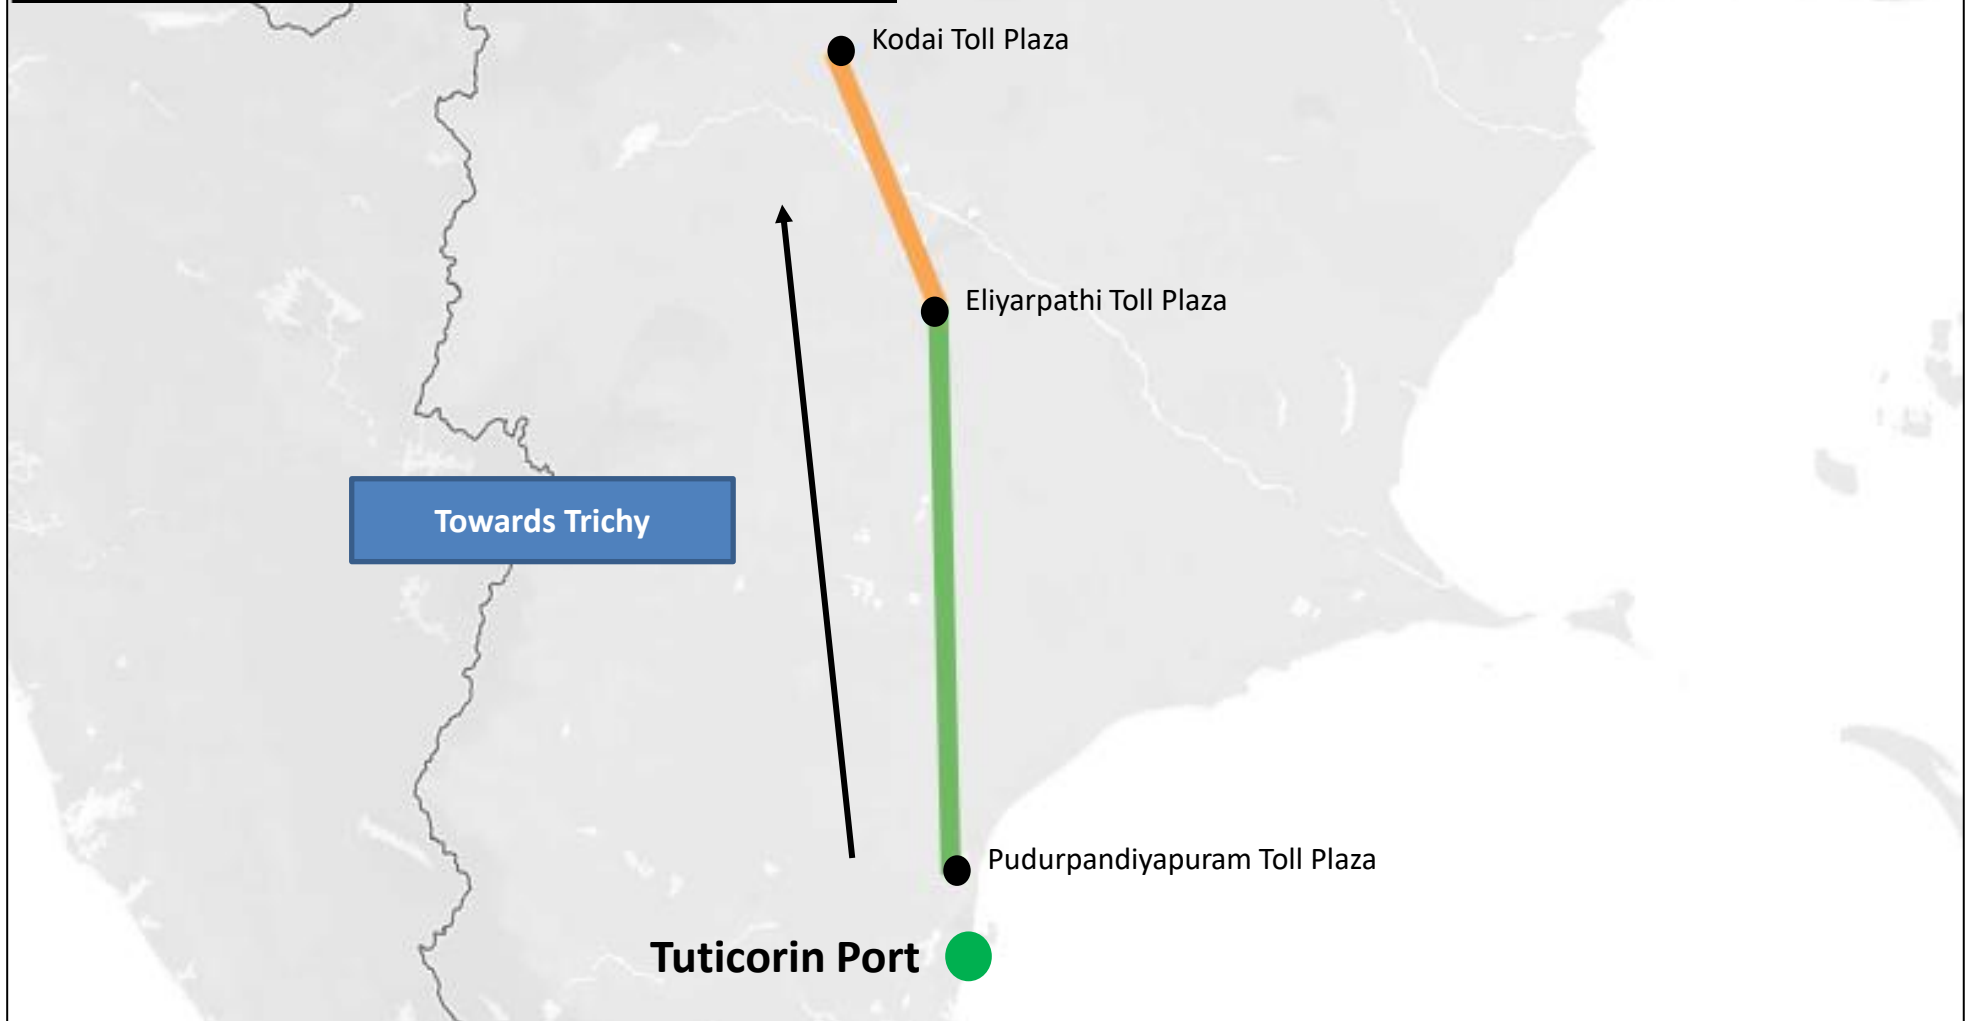 Kodai Toll Plaza
Eliyarpathi Toll Plaza
Towards Trichy
Pudurpandiyapuram Toll Plaza
Tuticorin Port